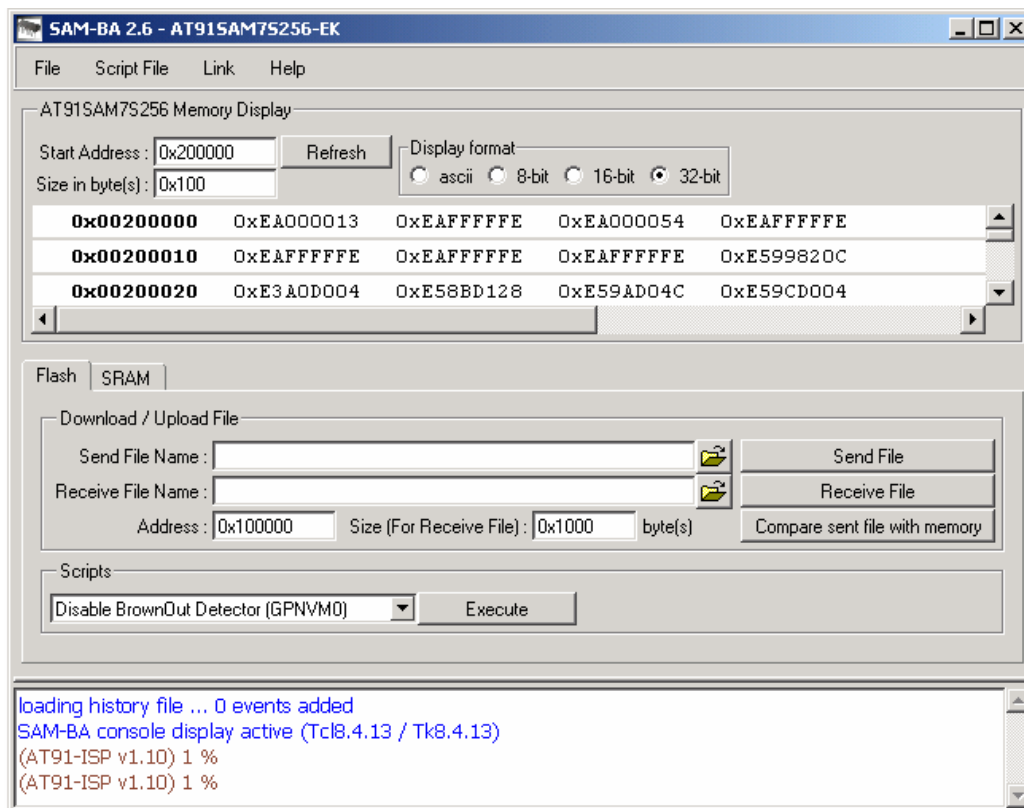 SAM-BA 2.6 - AT91SAM7S256-EK
File Script File Link Help
AT91SAM7S256 Memory Display
Start Address : 0x200000 Refresh
Display format
ascii 8-bit 16-bit 32-bit
Size in byte(s) : 0x100
0x00200000 0xEA000013 0xEAFFFFFE 0xEA000054 0xEAFFFFFE
0x00200010 0xEAFFFFFE 0xEAFFFFFE 0xEAFFFFFE 0xE599820C
0x00200020 0xE3A0D004 0xE58BD128 0xE59AD04C 0xE59CD004
Flash SRAM
Download / Upload File
Send File Name : Send File
Receive File Name : Receive File
Address : 0x100000 Size (For Receive File) : 0x1000 byte(s) Compare sent file with memory
Scripts
Disable BrownOut Detector (GPNVM0) Execute
loading history file ... 0 events added
SAM-BA console display active (Tcl8.4.13 / Tk8.4.13)
(AT91-ISP v1.10) 1 %
(AT91-ISP v1.10) 1 %